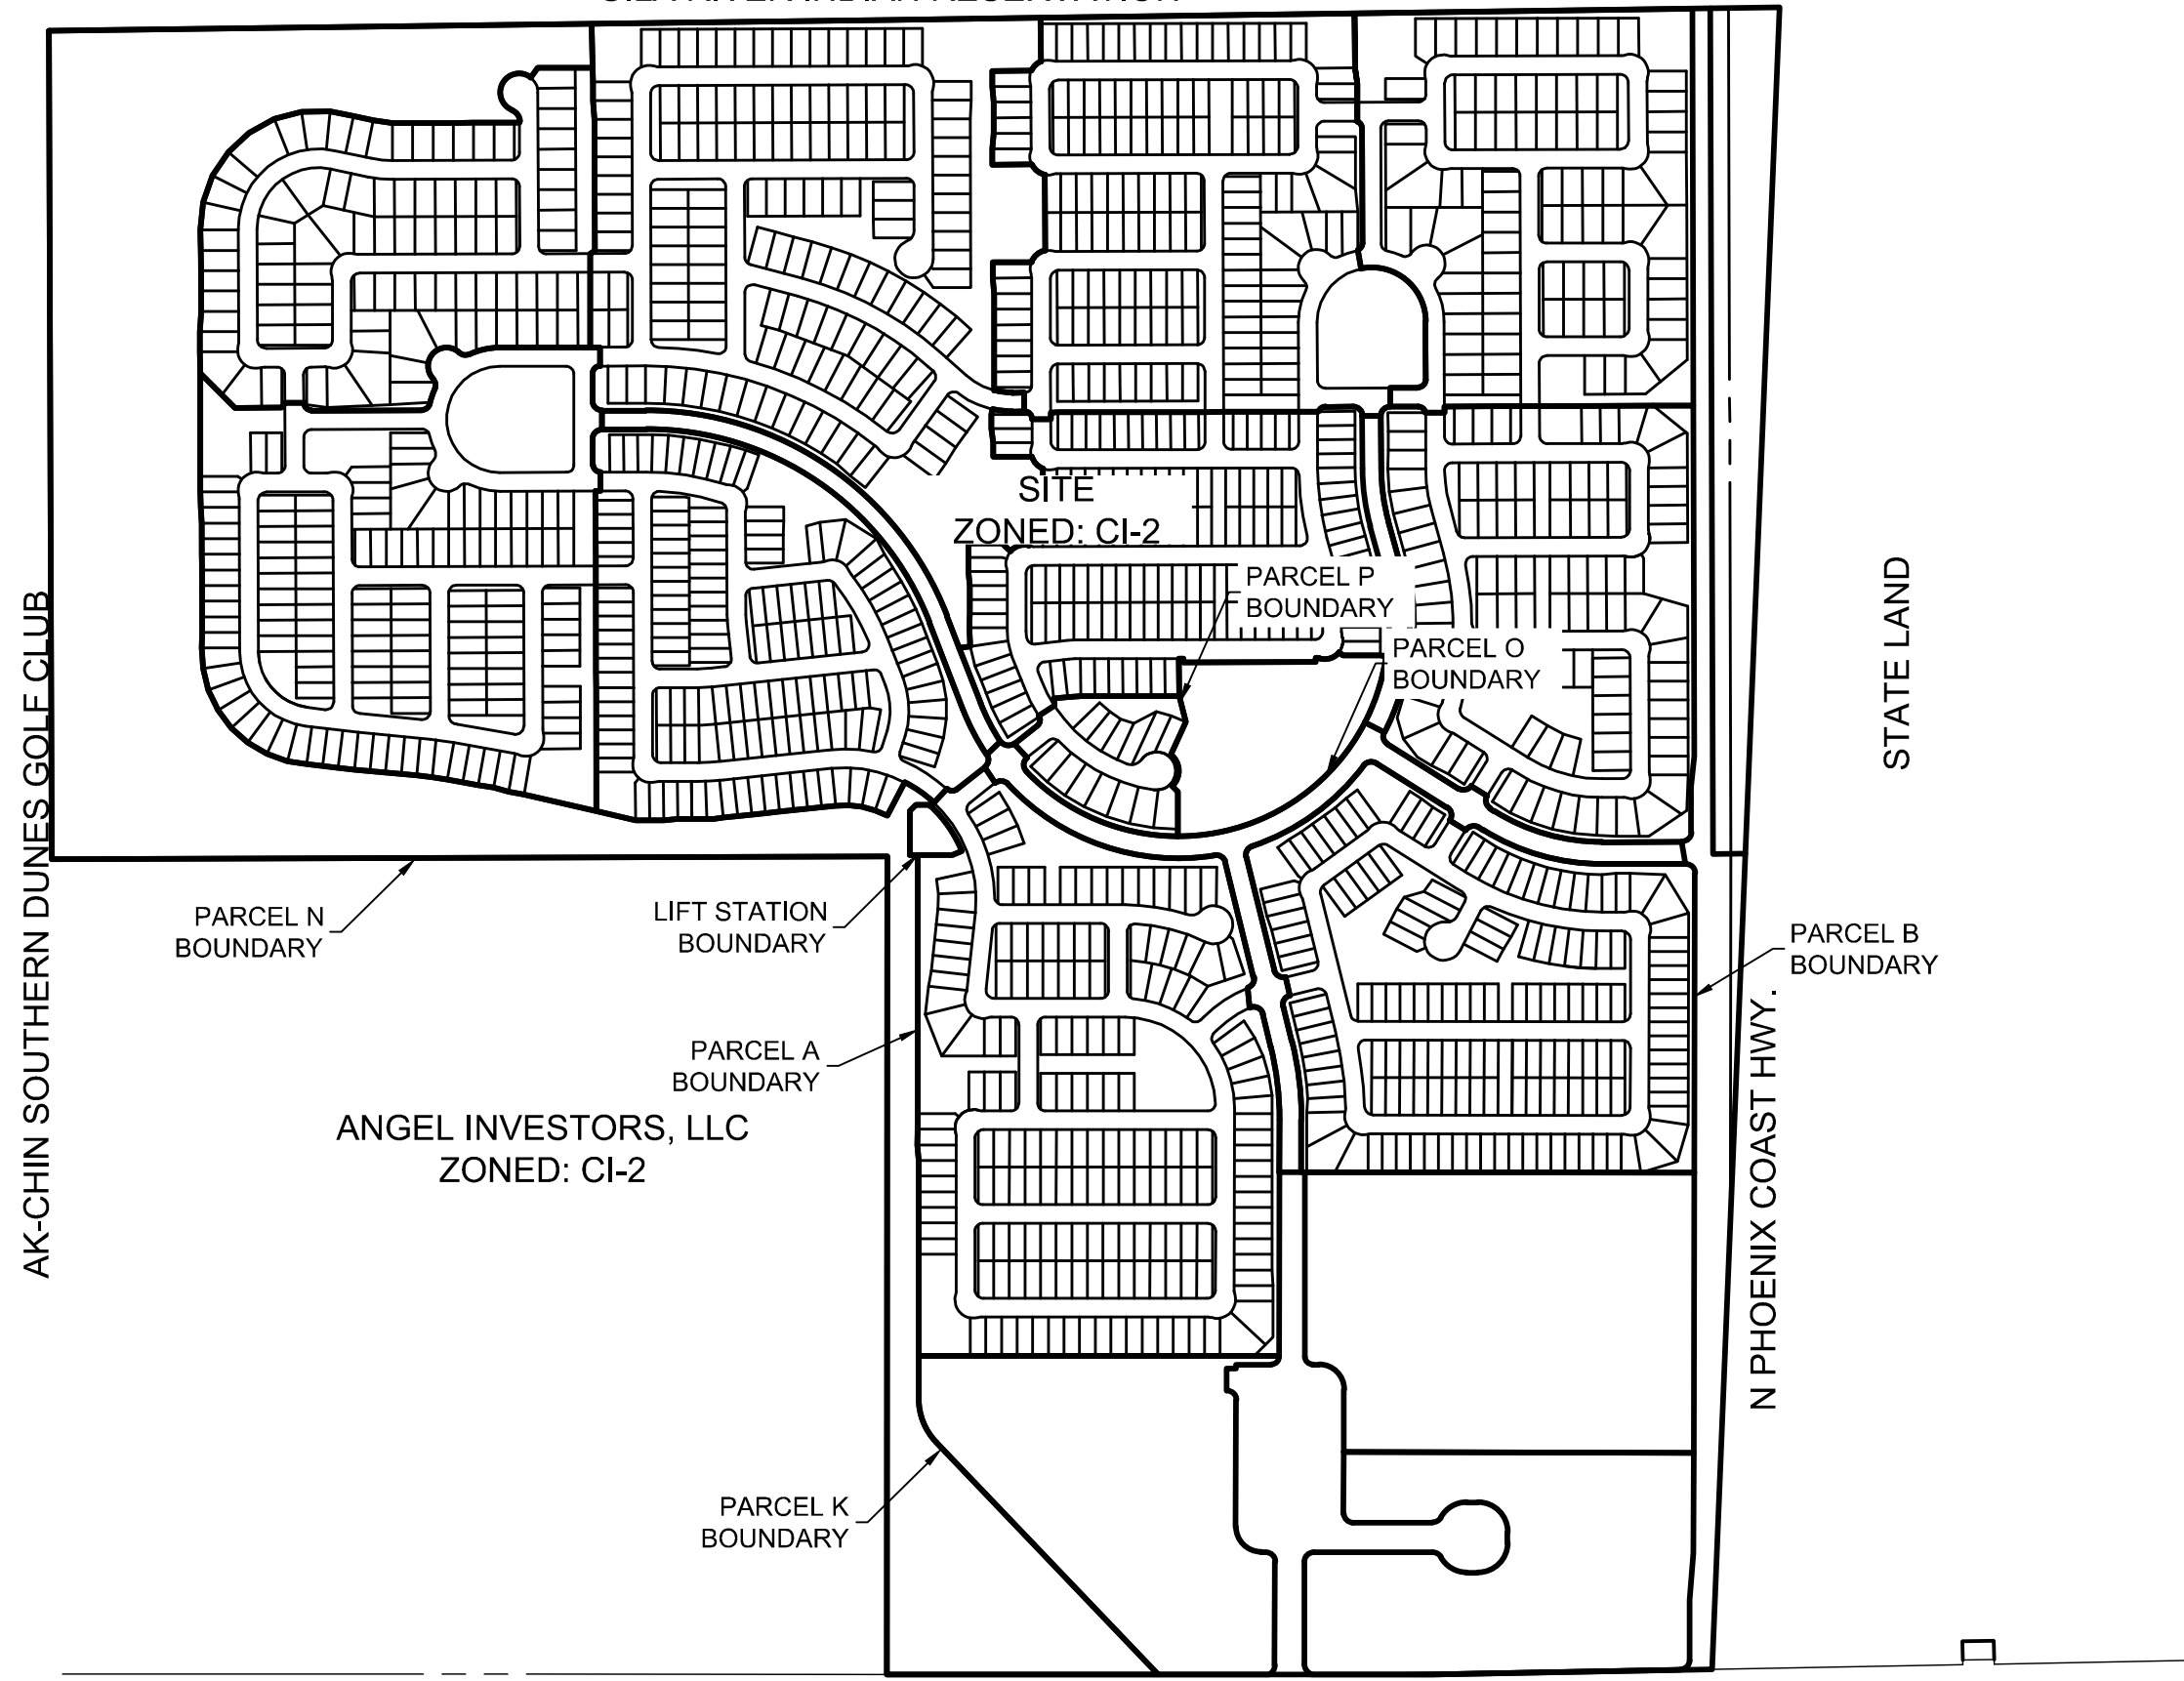 SITE
ZONED: CI-2
PARCEL P
BOUNDARY
PARCEL O
BOUNDARY
STATE LAND
AK-CHIN SOUTHERN DUNES GOLF CLUB
PARCEL N
BOUNDARY
LIFT STATION
BOUNDARY
PARCEL B
BOUNDARY
PARCEL A
BOUNDARY
N PHOENIX COAST HWY.
ANGEL INVESTORS, LLC
ZONED: CI-2
PARCEL K
BOUNDARY